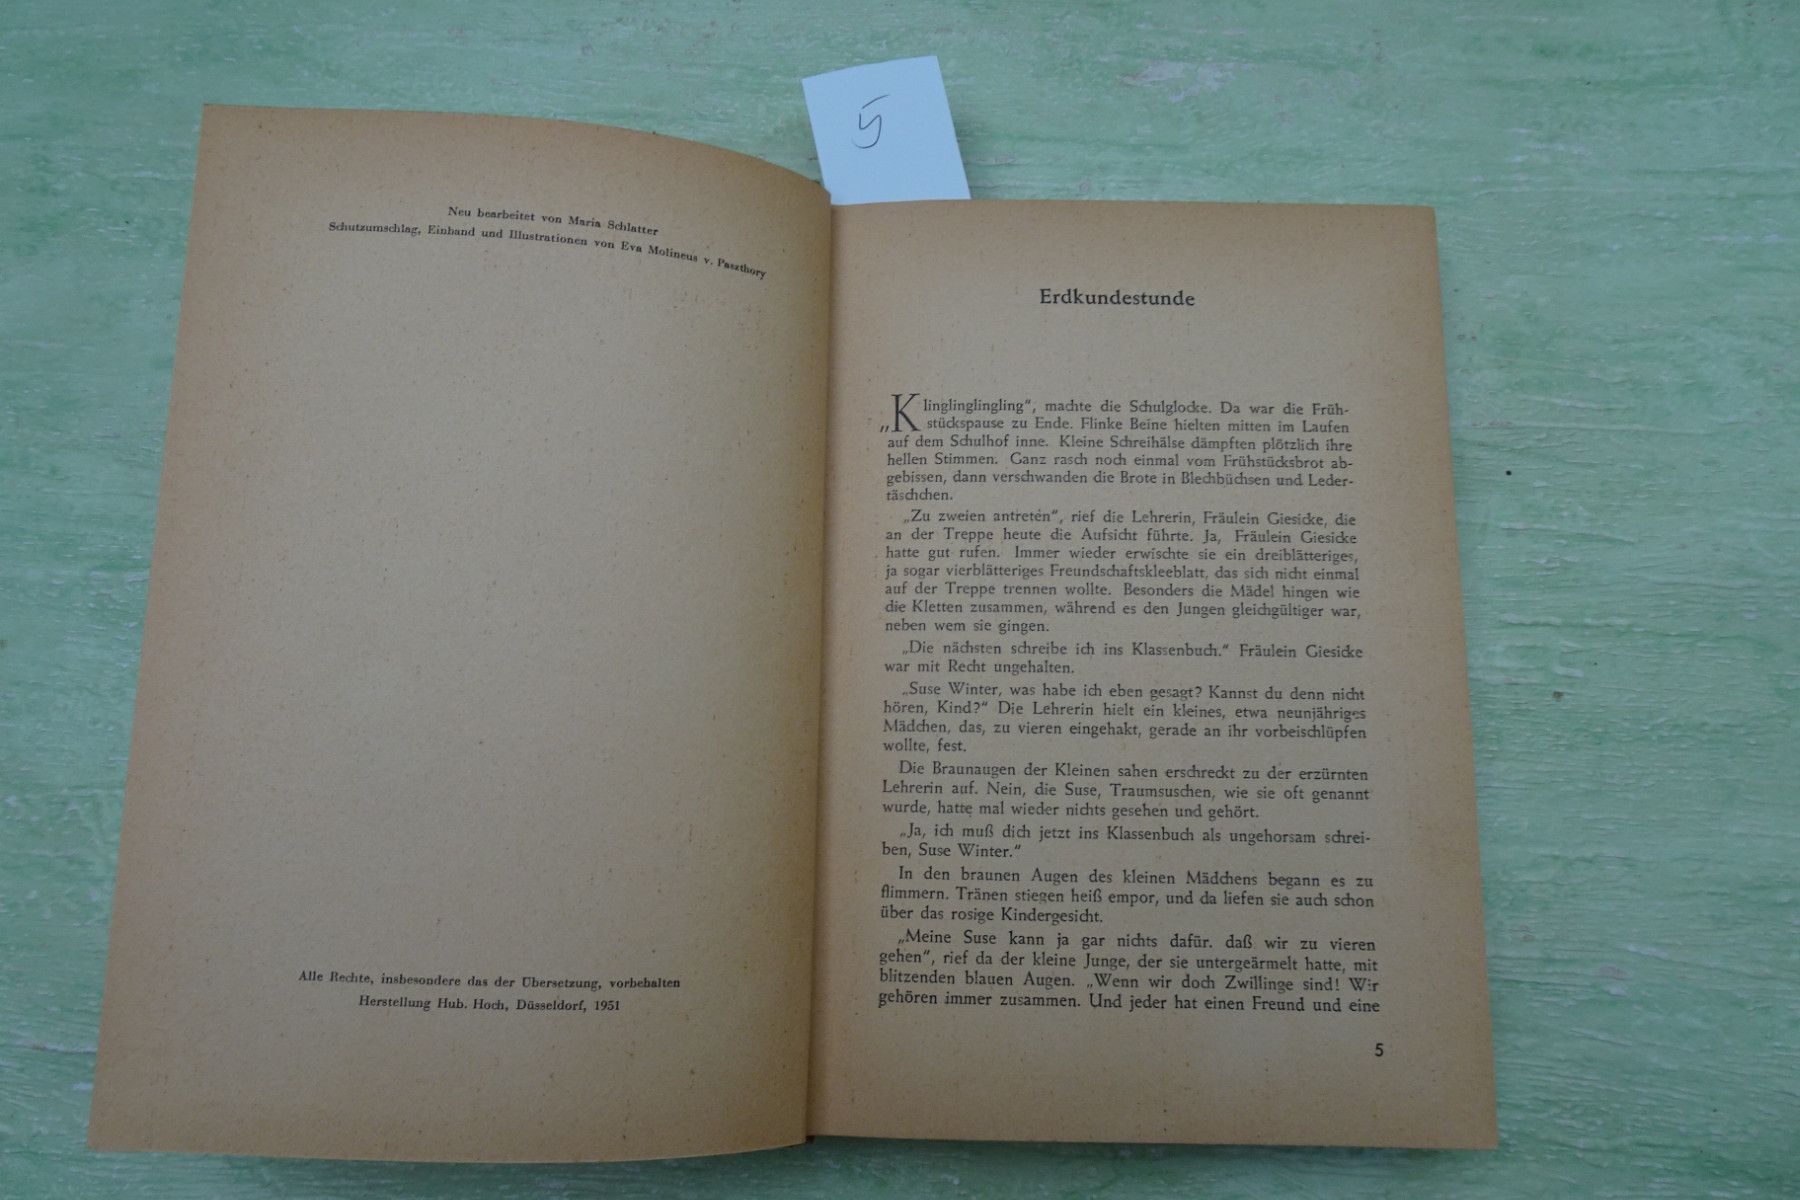 5
Neu bearbeitet von Maria Schlatter
Schutzumschlag, Einband und Illustrationen von Eva Molineus v. Paszthory
Alle Rechte, insbesondere das der Übersetzung, vorbehalten
Herstellung Hub. Hoch, Düsseldorf, 1951
Erdkundestunde
„Klinglinglingling“, machte die Schulglocke. Da war die Früh-
stückspause zu Ende. Flinke Beine hielten mitten im Laufen
auf dem Schulhof inne. Kleine Schreihälse dämpften plötzlich ihre
hellen Stimmen. Ganz rasch noch einmal vom Frühstücksbrot ab-
gebissen, dann verschwanden die Brote in Blechbüchsen und Leder-
täschchen.
„Zu zweien antreten“, rief die Lehrerin, Fräulein Giesicke, die
an der Treppe heute die Aufsicht führte. Ja, Fräulein Giesicke
hatte gut rufen. Immer wieder erwischte sie ein dreiblätteriges,
ja sogar vierblätteriges Freundschaftskleeblatt, das sich nicht einmal
auf der Treppe trennen wollte. Besonders die Mädel hingen wie
die Kletten zusammen, während es den Jungen gleichgültiger war,
neben wem sie gingen.
„Die nächsten schreibe ich ins Klassenbuch.“ Fräulein Giesicke
war mit Recht ungehalten.
„Suse Winter, was habe ich eben gesagt? Kannst du denn nicht
hören, Kind?“ Die Lehrerin hielt ein kleines, etwa neunjähriges
Mädchen, das, zu vieren eingehakt, gerade an ihr vorbeischlüpfen
wollte, fest.
Die Braunaugen der Kleinen sahen erschreckt zu der erzürnten
Lehrerin auf. Nein, die Suse, Traumsuschen, wie sie oft genannt
wurde, hatte mal wieder nichts gesehen und gehört.
„Ja, ich muß dich jetzt ins Klassenbuch als ungehorsam schrei-
ben, Suse Winter.“
In den braunen Augen des kleinen Mädchens begann es zu
flimmern. Tränen stiegen heiß empor, und da liefen sie auch schon
über das rosige Kindergesicht.
„Meine Suse kann ja gar nichts dafür. daß wir zu vieren
gehen“, rief da der kleine Junge, der sie untergeärmelt hatte, mit
blitzenden blauen Augen. „Wenn wir doch Zwillinge sind! Wir
gehören immer zusammen. Und jeder hat einen Freund und eine
5